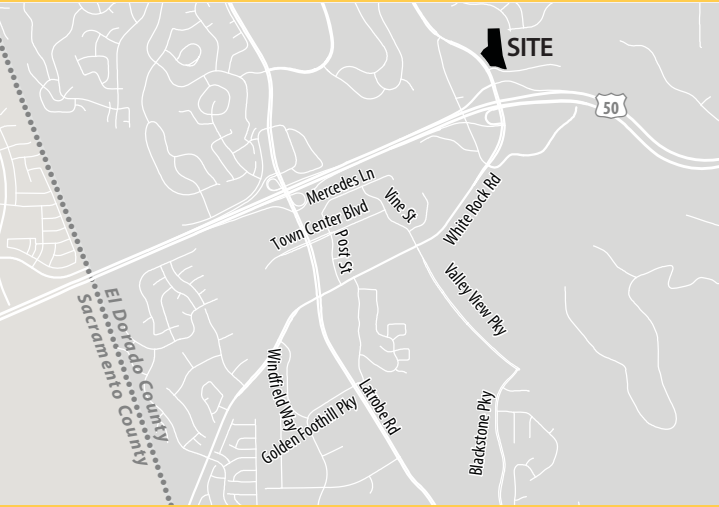 SITE
50
Mercedes Ln
Vine St
Town Center Blvd
White Rock Rd
Post St
Valley View Pky
El Dorado County
Sacramento County
Windfield Way
Latrobe Rd
Golden Foothill Pky
Blackstone Pky